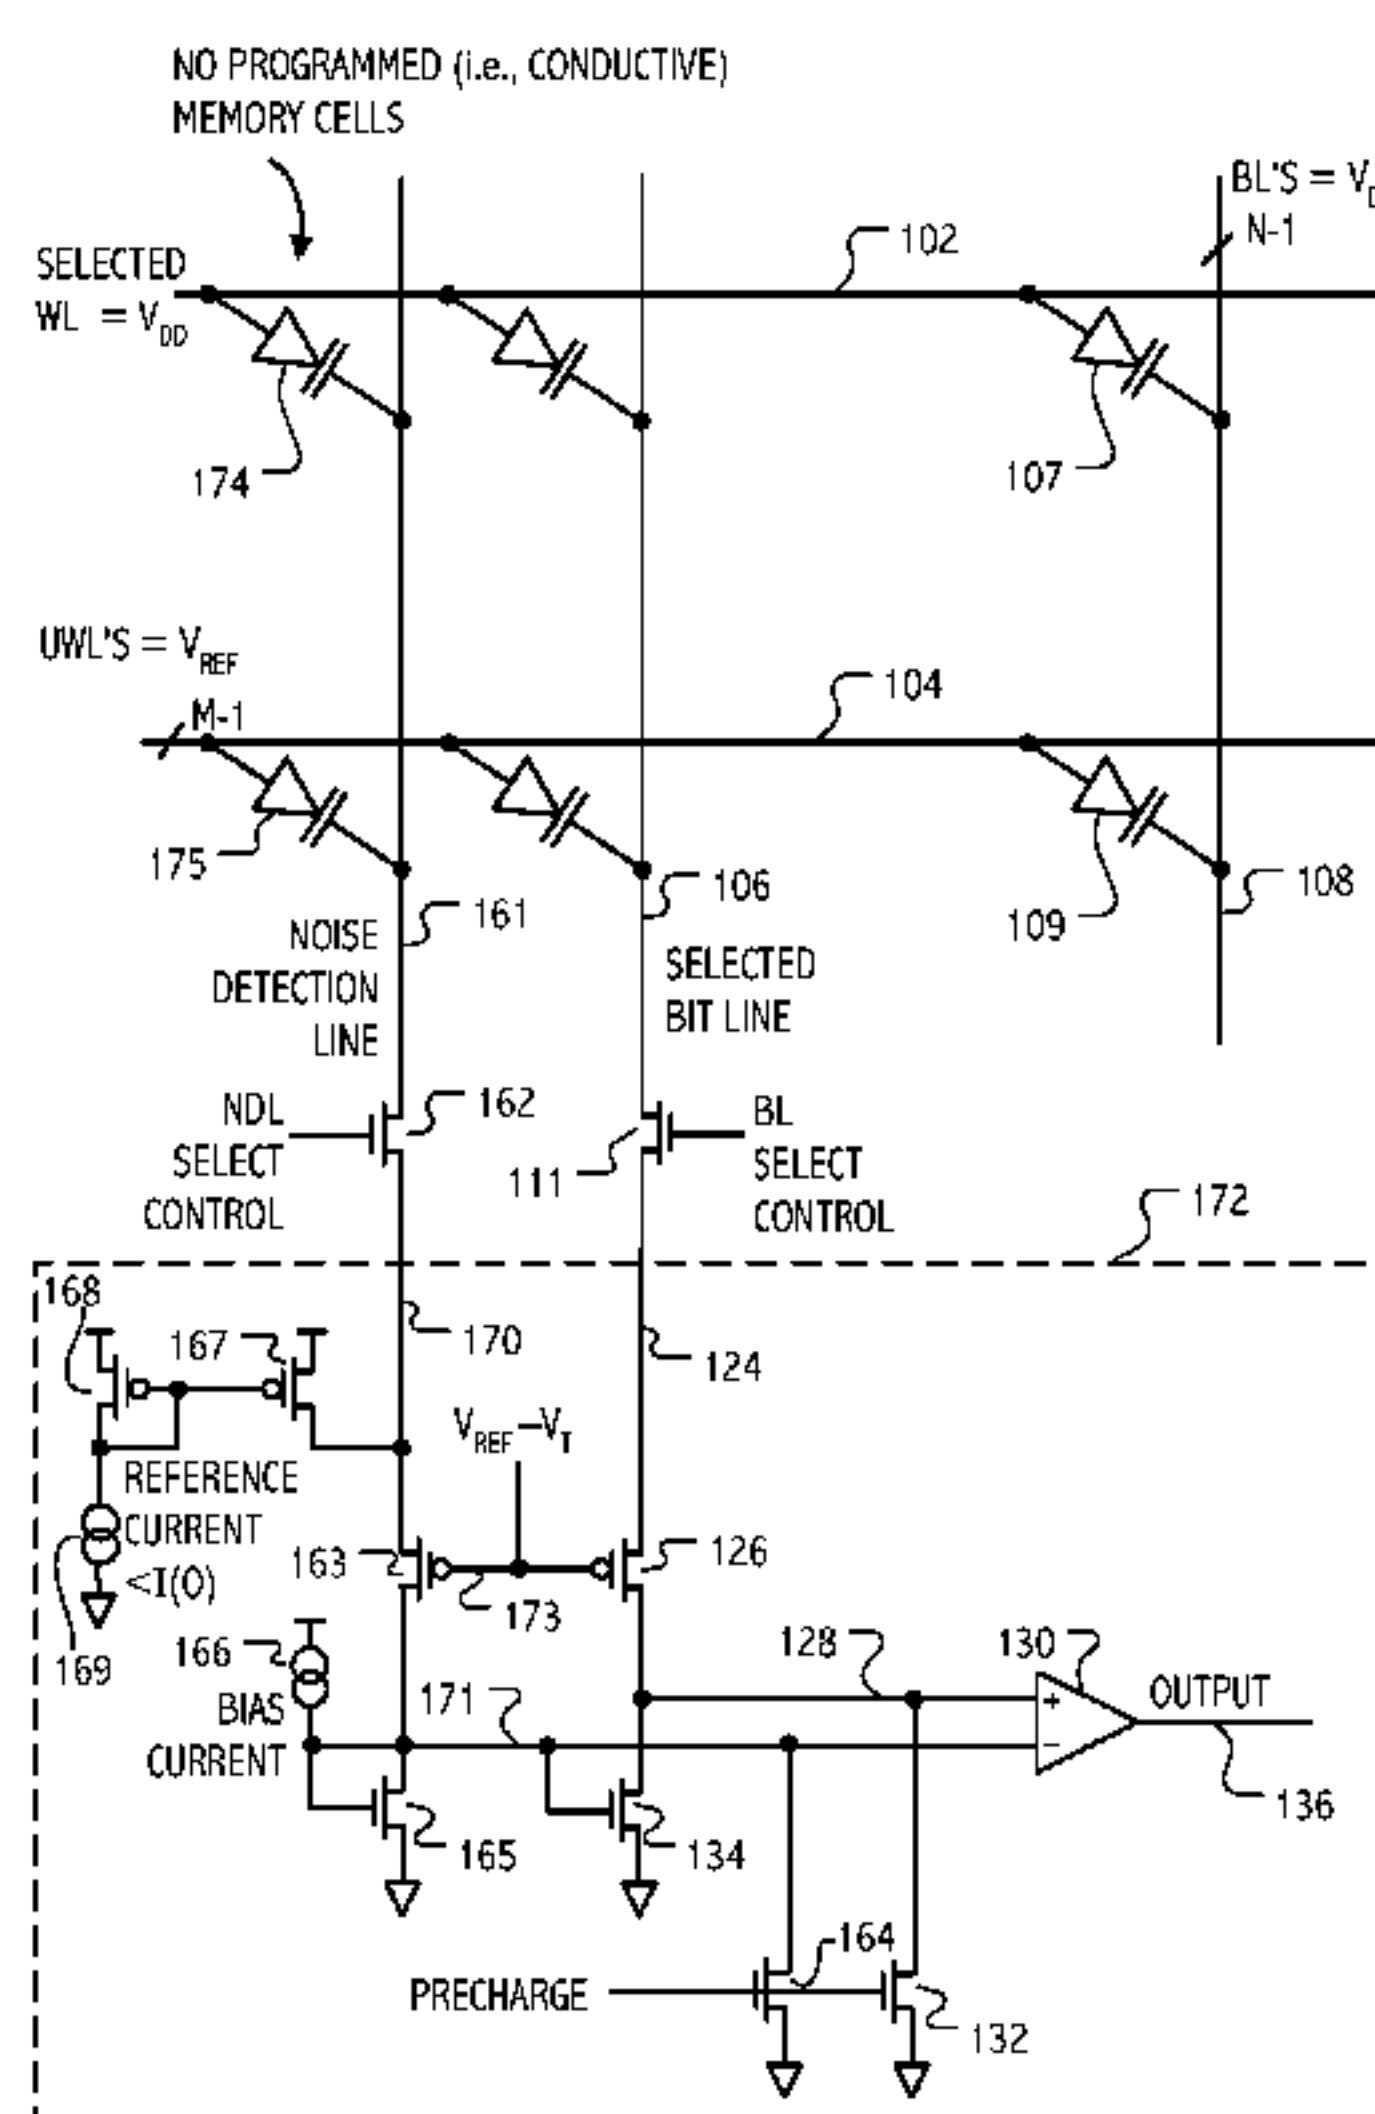 NO PROGRAMMED (i.e., CONDUCTIVE)
MEMORY CELLS
BL'S = V
N-1
102
SELECTED
WL = VDD
174
107
UWL'S = VREF
M-1
104
175
106
108
109
161
NOISE
DETECTION
LINE
SELECTED
BIT LINE
NDL
SELECT
CONTROL
162
BL
SELECT
CONTROL
111
172
168
167
170
124
VREF–VT
REFERENCE
CURRENT
<I(0)
163
126
173
169
166
BIAS
CURRENT
171
128
130
OUTPUT
+
–
136
165
134
164
PRECHARGE
132